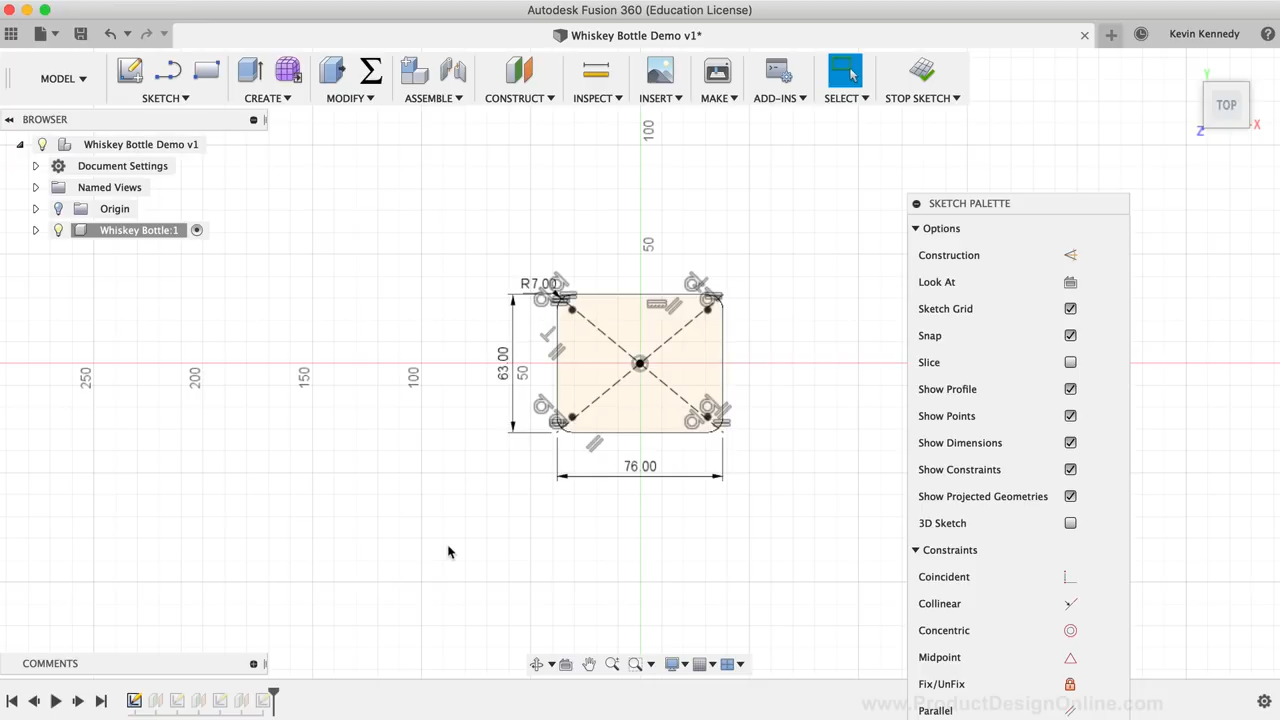 Autodesk Fusion 360 (Education License)
Whiskey Bottle Demo v1*
Kevin Kennedy
MODEL
SKETCH
CREATE
MODIFY
ASSEMBLE
CONSTRUCT
INSPECT
INSERT
MAKE
ADD-INS
SELECT
STOP SKETCH
TOP
Y
X
Z
BROWSER
Whiskey Bottle Demo v1
Document Settings
Named Views
Origin
Whiskey Bottle:1
100
50
R7.00
63.00
50
76.00
250
200
150
100
SKETCH PALETTE
Options
Construction
Look At
Sketch Grid
Snap
Slice
Show Profile
Show Points
Show Dimensions
Show Constraints
Show Projected Geometries
3D Sketch
Constraints
Coincident
Collinear
Concentric
Midpoint
Fix/UnFix
Parallel
COMMENTS
www.ProductDesignOnline.com